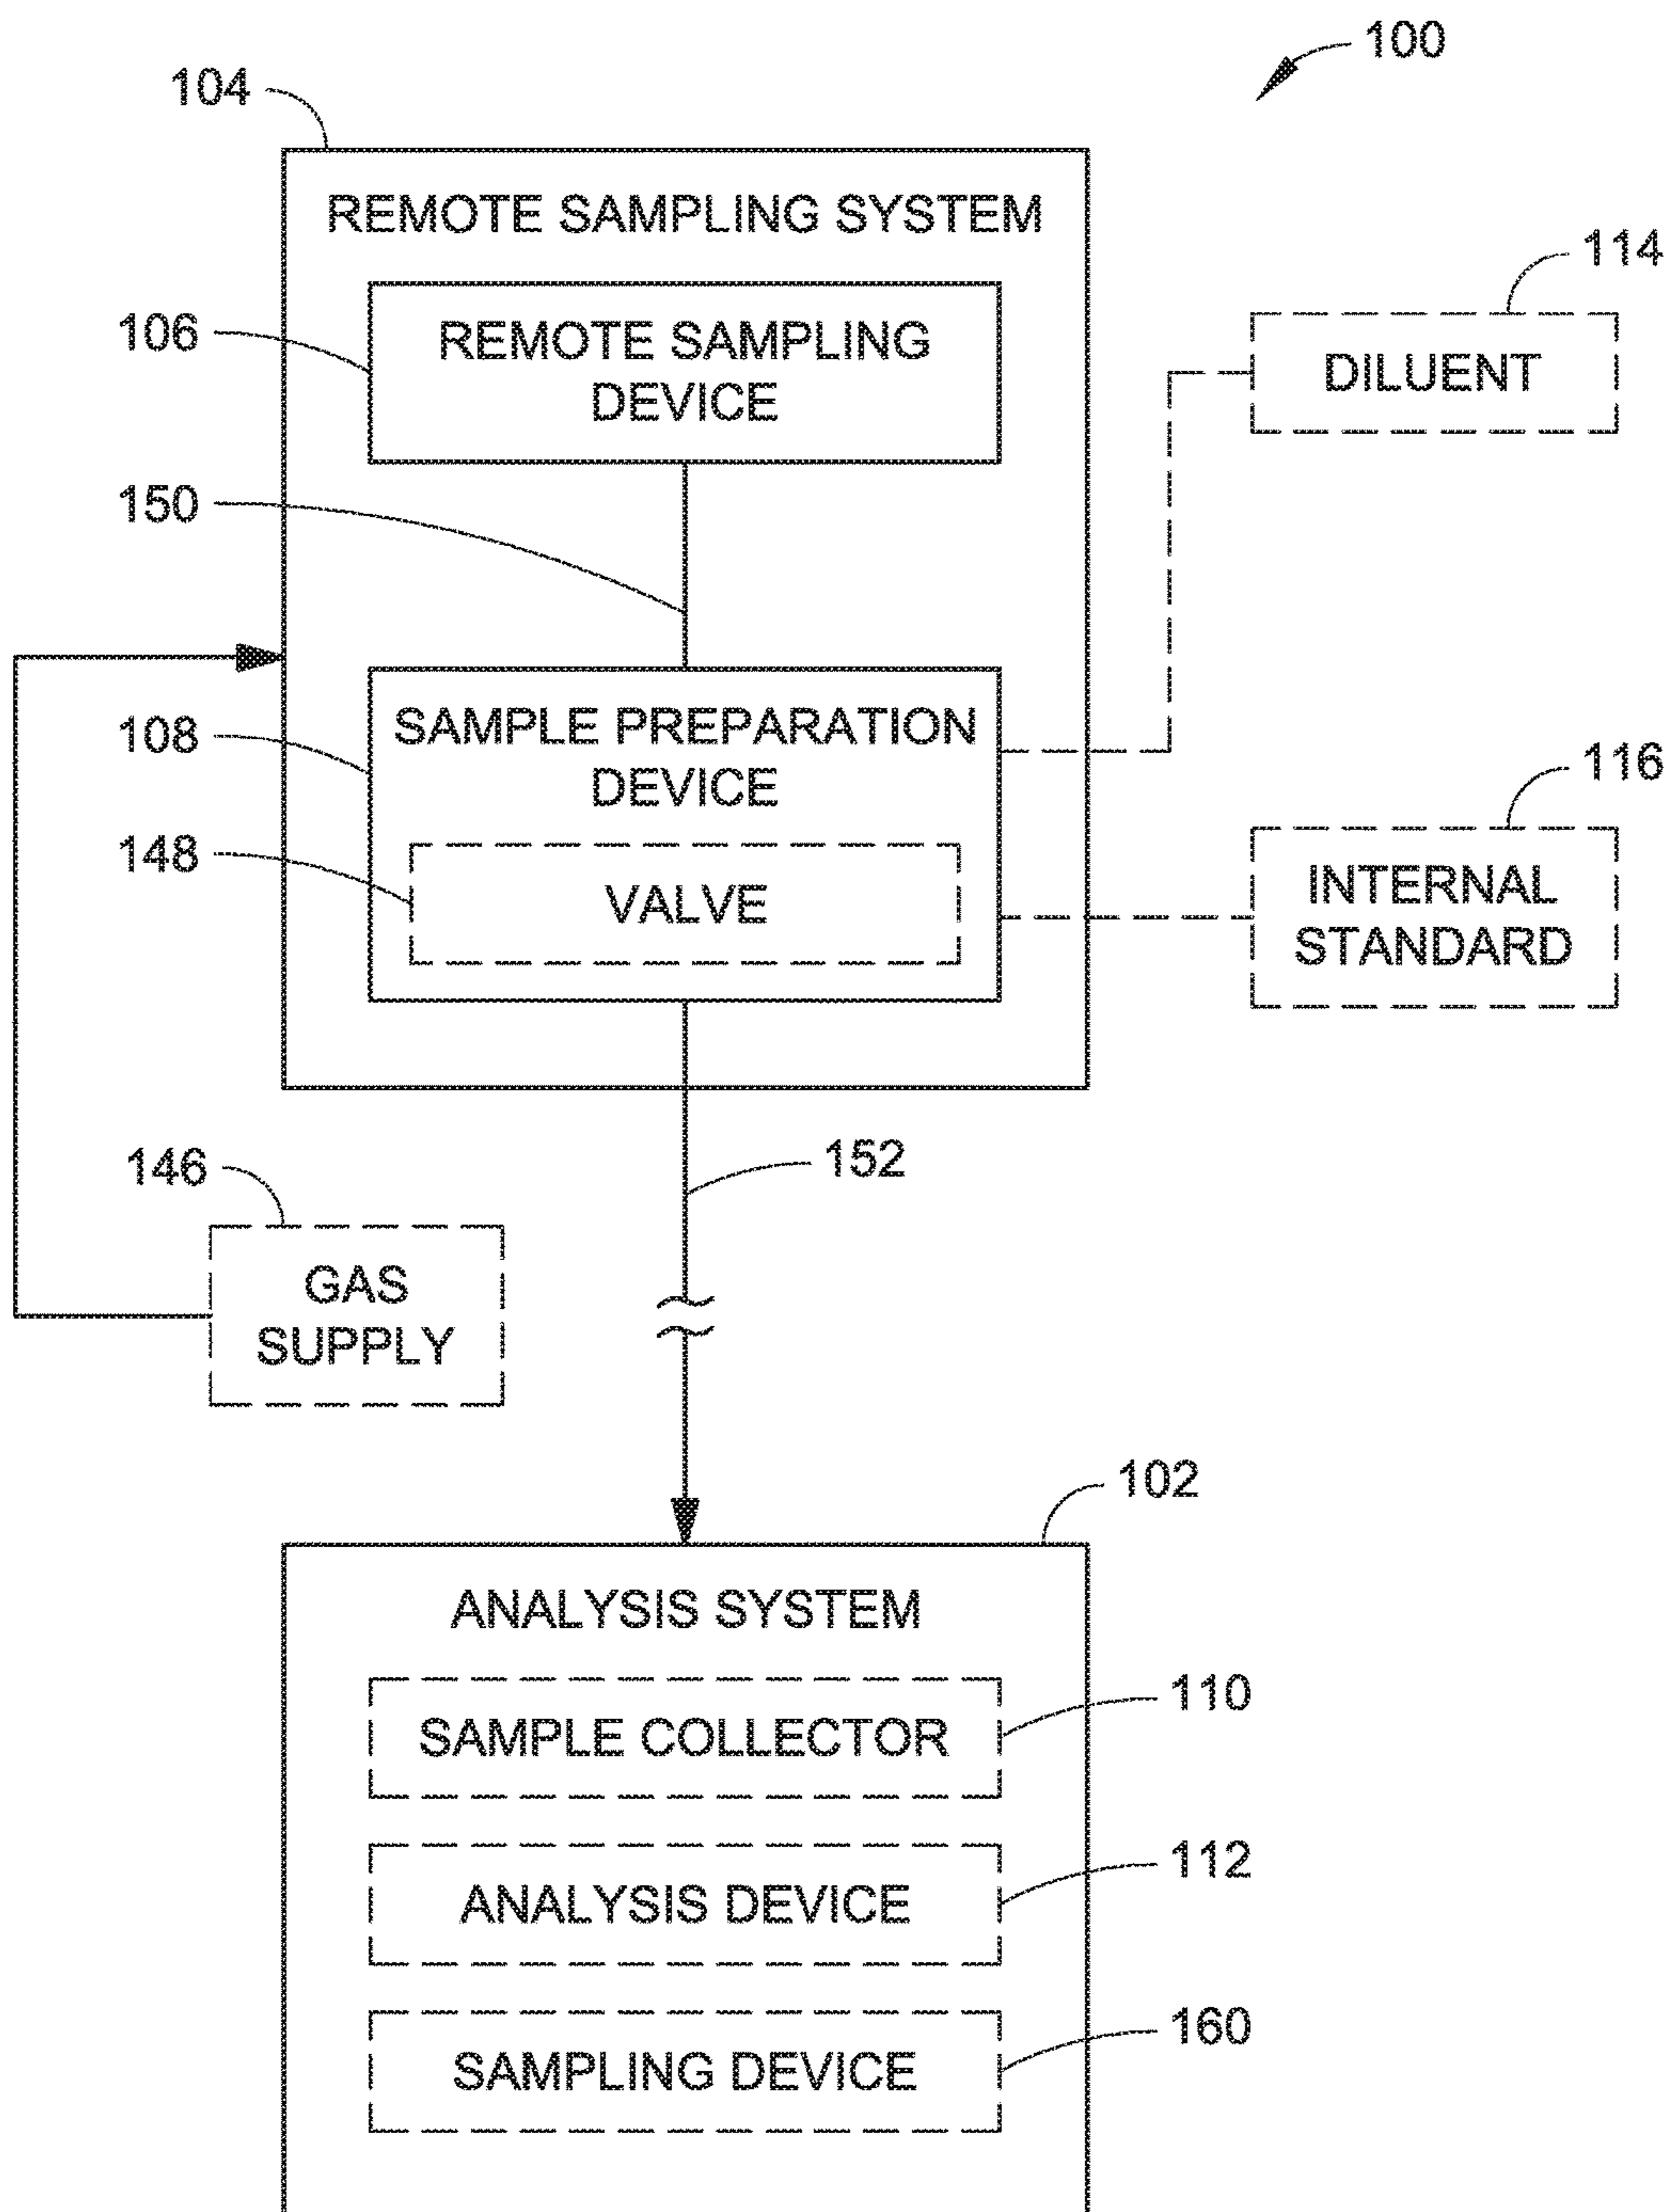 100
104
REMOTE SAMPLING SYSTEM
114
106
REMOTE SAMPLING
DEVICE
DILUENT
150
108
SAMPLE PREPARATION
DEVICE
116
148
VALVE
INTERNAL
STANDARD
146
152
GAS
SUPPLY
102
ANALYSIS SYSTEM
110
SAMPLE COLLECTOR
112
ANALYSIS DEVICE
160
SAMPLING DEVICE